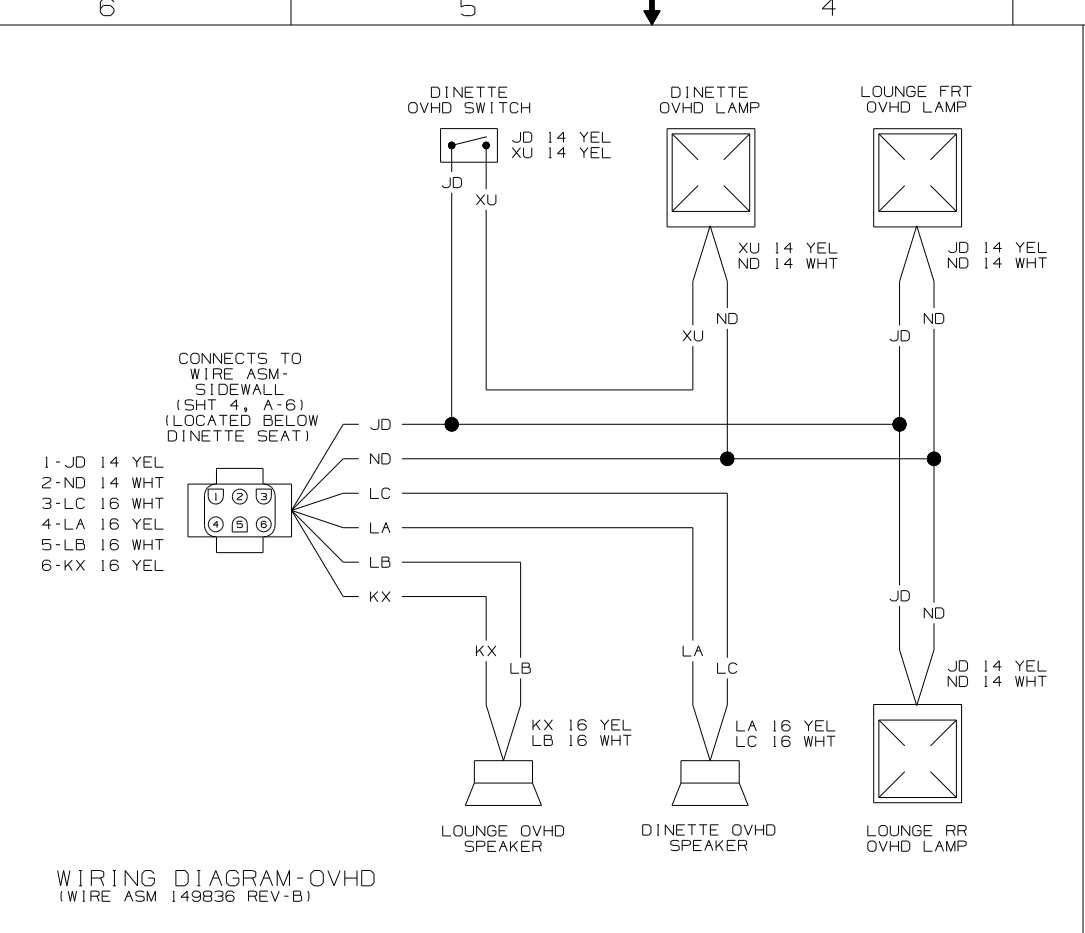 6
5
4
DINETTE
OVHD SWITCH
JD 14 YEL
XU 14 YEL
JD
XU
DINETTE
OVHD LAMP
XU 14 YEL
ND 14 WHT
ND
XU
LOUNGE FRT
OVHD LAMP
JD 14 YEL
ND 14 WHT
ND
JD
CONNECTS TO
WIRE ASM-
SIDEWALL
(SHT 4, A-6)
(LOCATED BELOW
DINETTE SEAT)
1-JD 14 YEL
2-ND 14 WHT
3-LC 16 WHT
4-LA 16 YEL
5-LB 16 WHT
6-KX 16 YEL
1 2 3
4 5 6
JD
ND
LC
LA
LB
KX
KX
LB
KX 16 YEL
LB 16 WHT
LOUNGE OVHD
SPEAKER
LA
LC
LA 16 YEL
LC 16 WHT
DINETTE OVHD
SPEAKER
JD
ND
JD 14 YEL
ND 14 WHT
LOUNGE RR
OVHD LAMP
WIRING DIAGRAM-OVHD
(WIRE ASM 149836 REV-B)